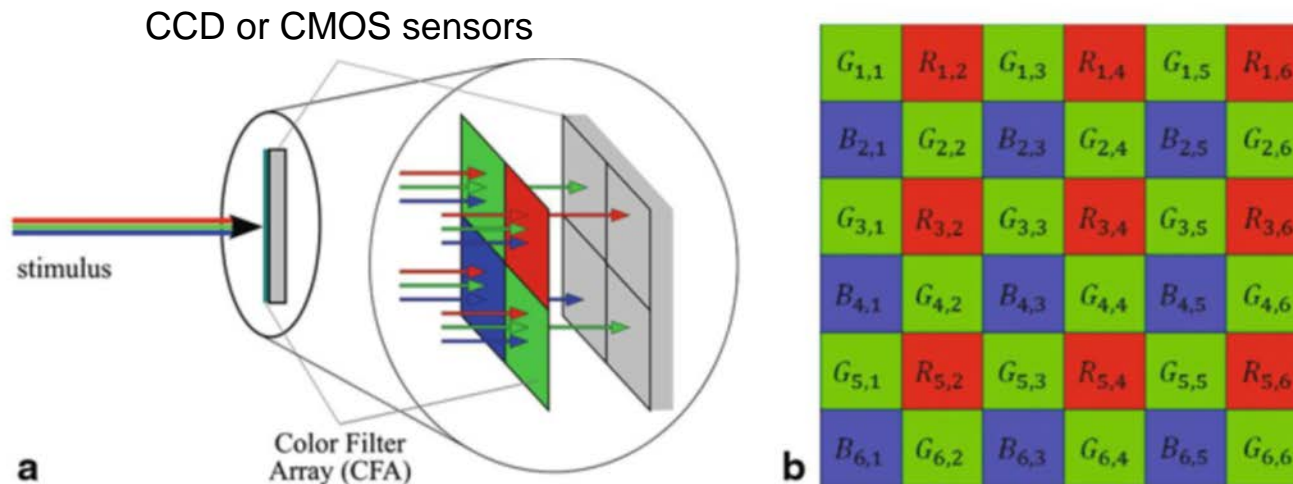 CCD or CMOS sensors
stimulus
Color Filter
Array (CFA)
a
G1,1 R1,2 G1,3 R1,4 G1,5 R1,6
B2,1 G2,2 B2,3 G2,4 B2,5 G2,6
G3,1 R3,2 G3,3 R3,4 G3,5 R3,6
B4,1 G4,2 B4,3 G4,4 B4,5 G4,6
G5,1 R5,2 G5,3 R5,4 G5,5 R5,6
B6,1 G6,2 B6,3 G6,4 B6,5 G6,6
b